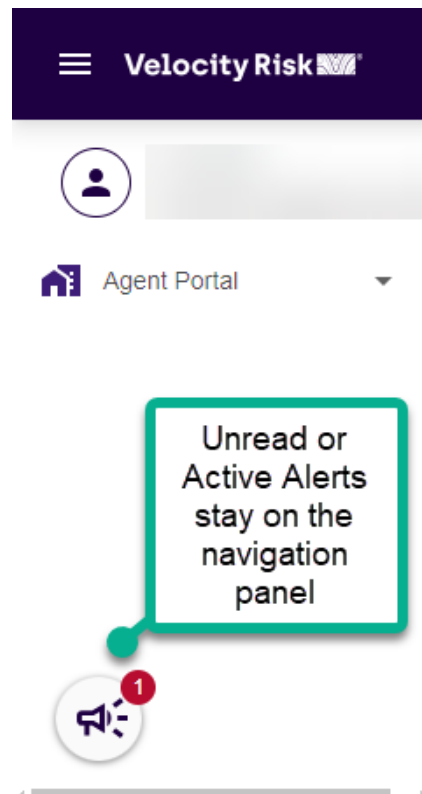 Velocity Risk
Agent Portal
Unread or
Active Alerts
stay on the
navigation
panel
1